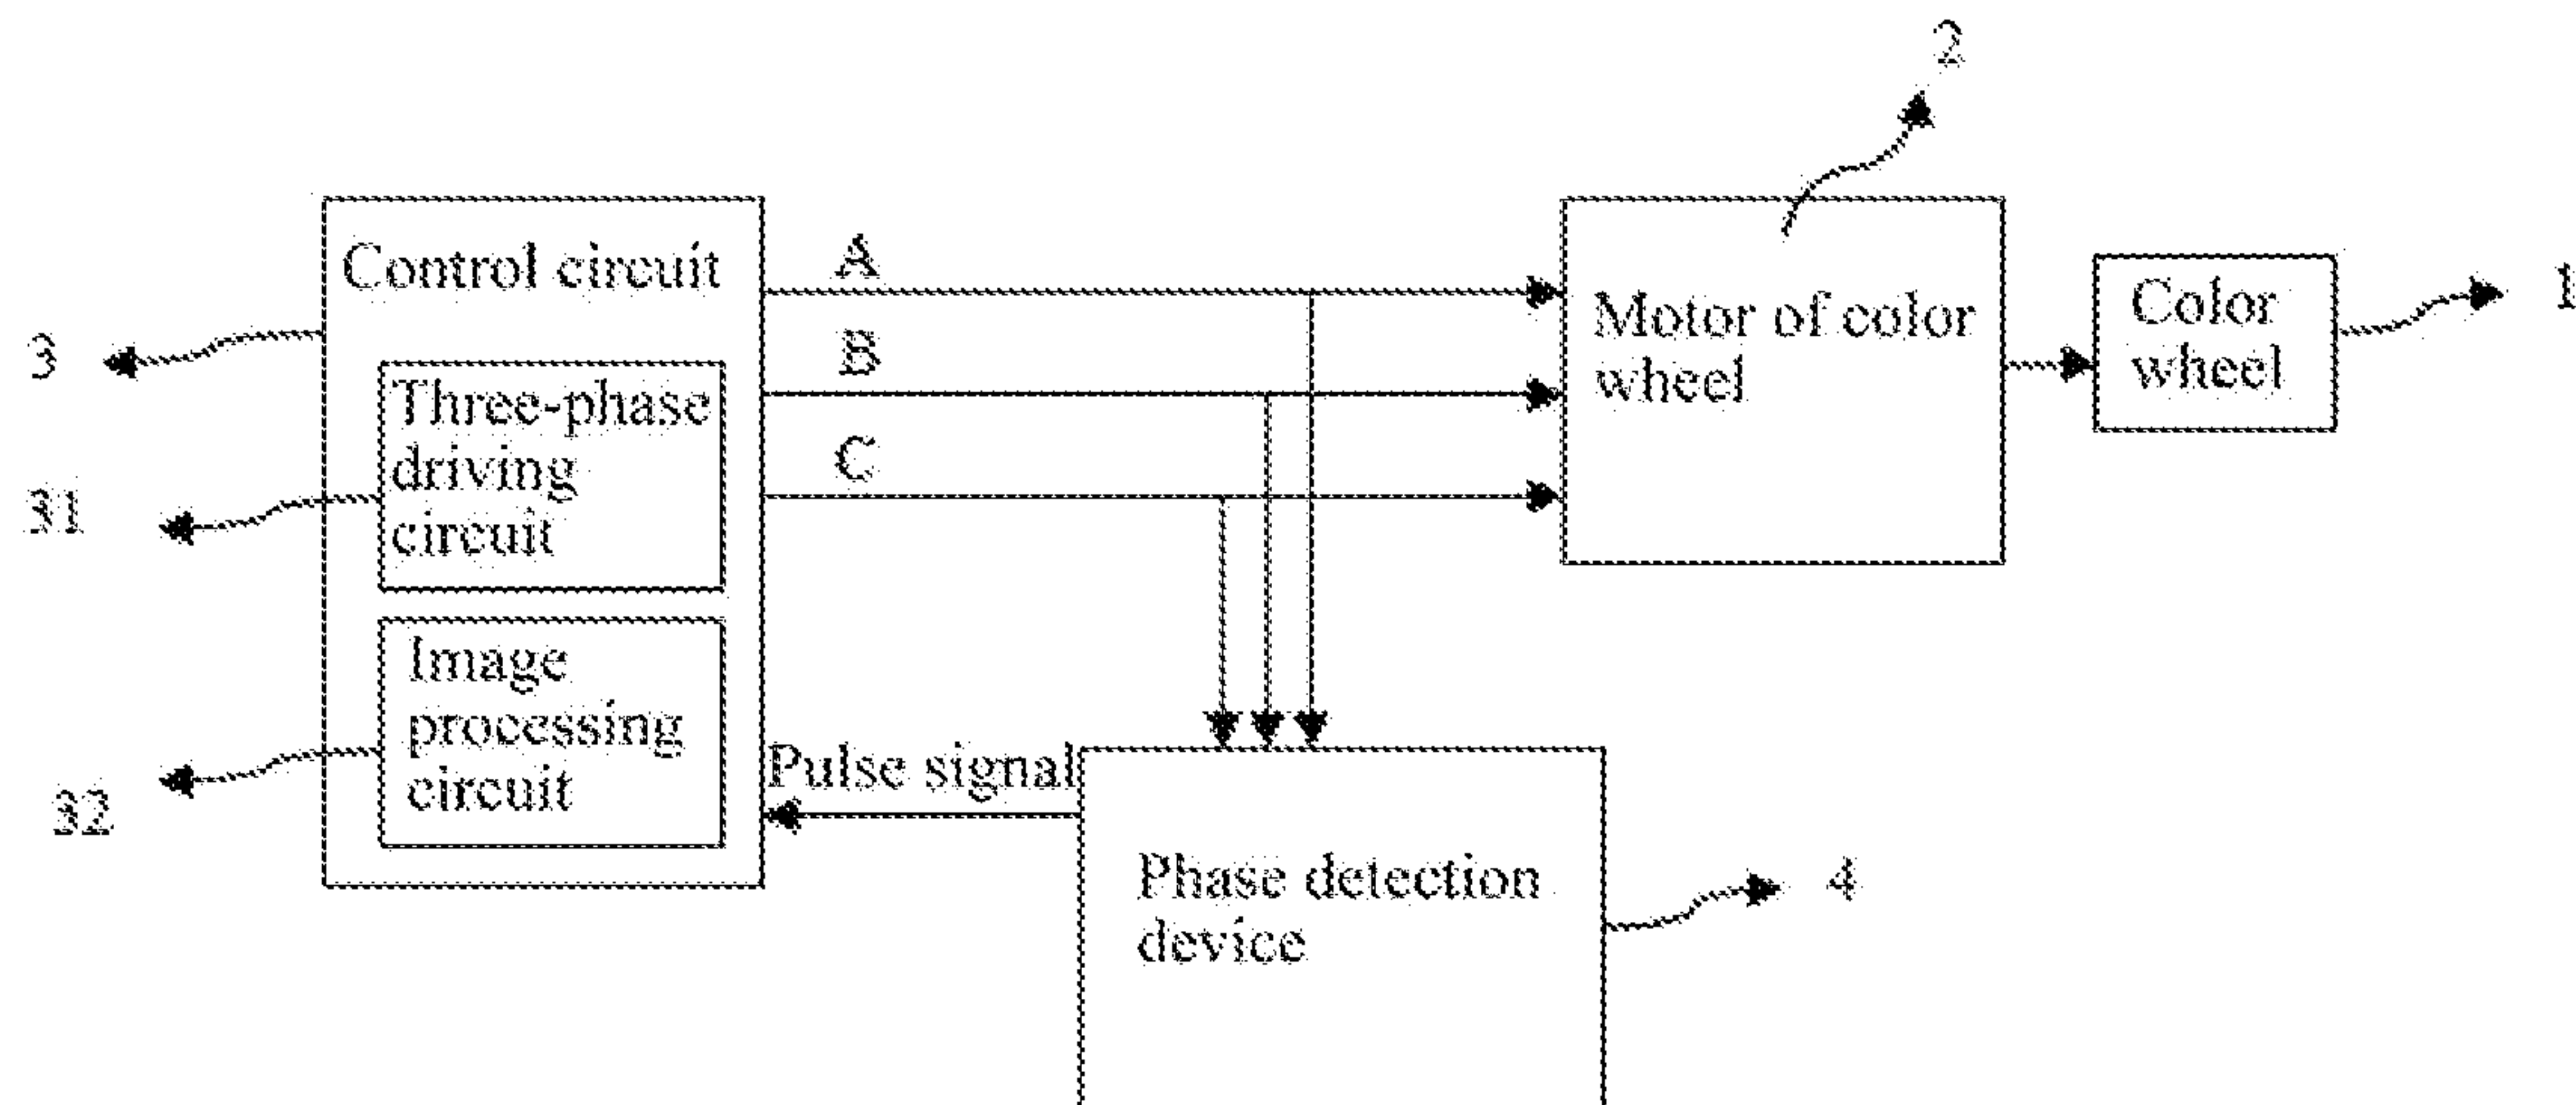 2
Control circuit
A
B
C
Motor of color
wheel
Color
wheel
1
3
Three-phase
driving
circuit
31
Image
processing
circuit
32
Pulse signal
Phase detection
device
4